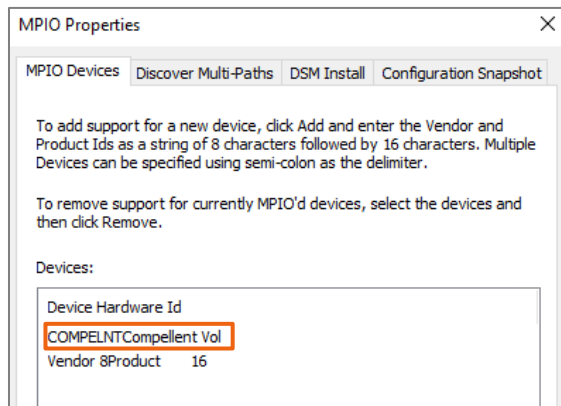 MPIO Properties
MPIO Devices Discover Multi-Paths DSM Install Configuration Snapshot
To add support for a new device, click Add and enter the Vendor and
Product Ids as a string of 8 characters followed by 16 characters. Multiple
Devices can be specified using semi-colon as the delimiter.
To remove support for currently MPIO'd devices, select the devices and
then click Remove.
Devices:
Device Hardware Id
COMPELNTCompellent Vol
Vendor 8Product 16